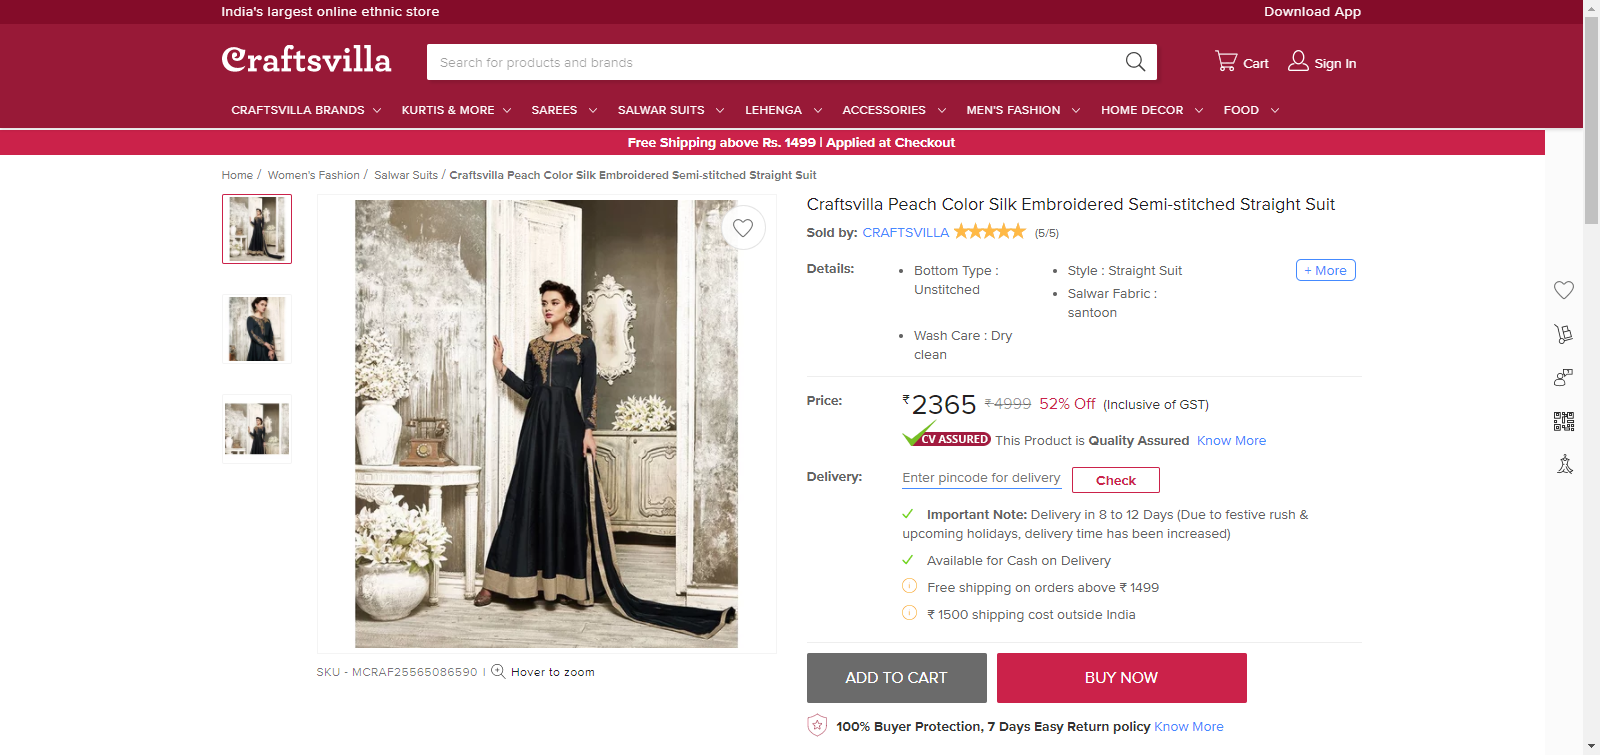 India's largest online ethnic store
Download App
Craftsvilla
Search for products and brands
Cart
Sign In
CRAFTSVILLA BRANDS KURTIS & MORE SAREES SALWAR SUITS LEHENGA ACCESSORIES MEN'S FASHION HOME DECOR FOOD
Free Shipping above Rs. 1499 | Applied at Checkout
Home / Women's Fashion / Salwar Suits / Craftsvilla Peach Color Silk Embroidered Semi-stitched Straight Suit
SKU - MCRAF25565086590 | Hover to zoom
Craftsvilla Peach Color Silk Embroidered Semi-stitched Straight Suit
Sold by: CRAFTSVILLA (5/5)
Details:
• Bottom Type :
Unstitched
• Wash Care : Dry
clean
• Style : Straight Suit
• Salwar Fabric :
santoon
+ More
Price:
₹2365 ₹4999 52% Off (Inclusive of GST)
CV ASSURED This Product is Quality Assured Know More
Delivery:
Enter pincode for delivery
Check
Important Note: Delivery in 8 to 12 Days (Due to festive rush &
upcoming holidays, delivery time has been increased)
Available for Cash on Delivery
Free shipping on orders above ₹ 1499
₹ 1500 shipping cost outside India
ADD TO CART
BUY NOW
100% Buyer Protection, 7 Days Easy Return policy Know More